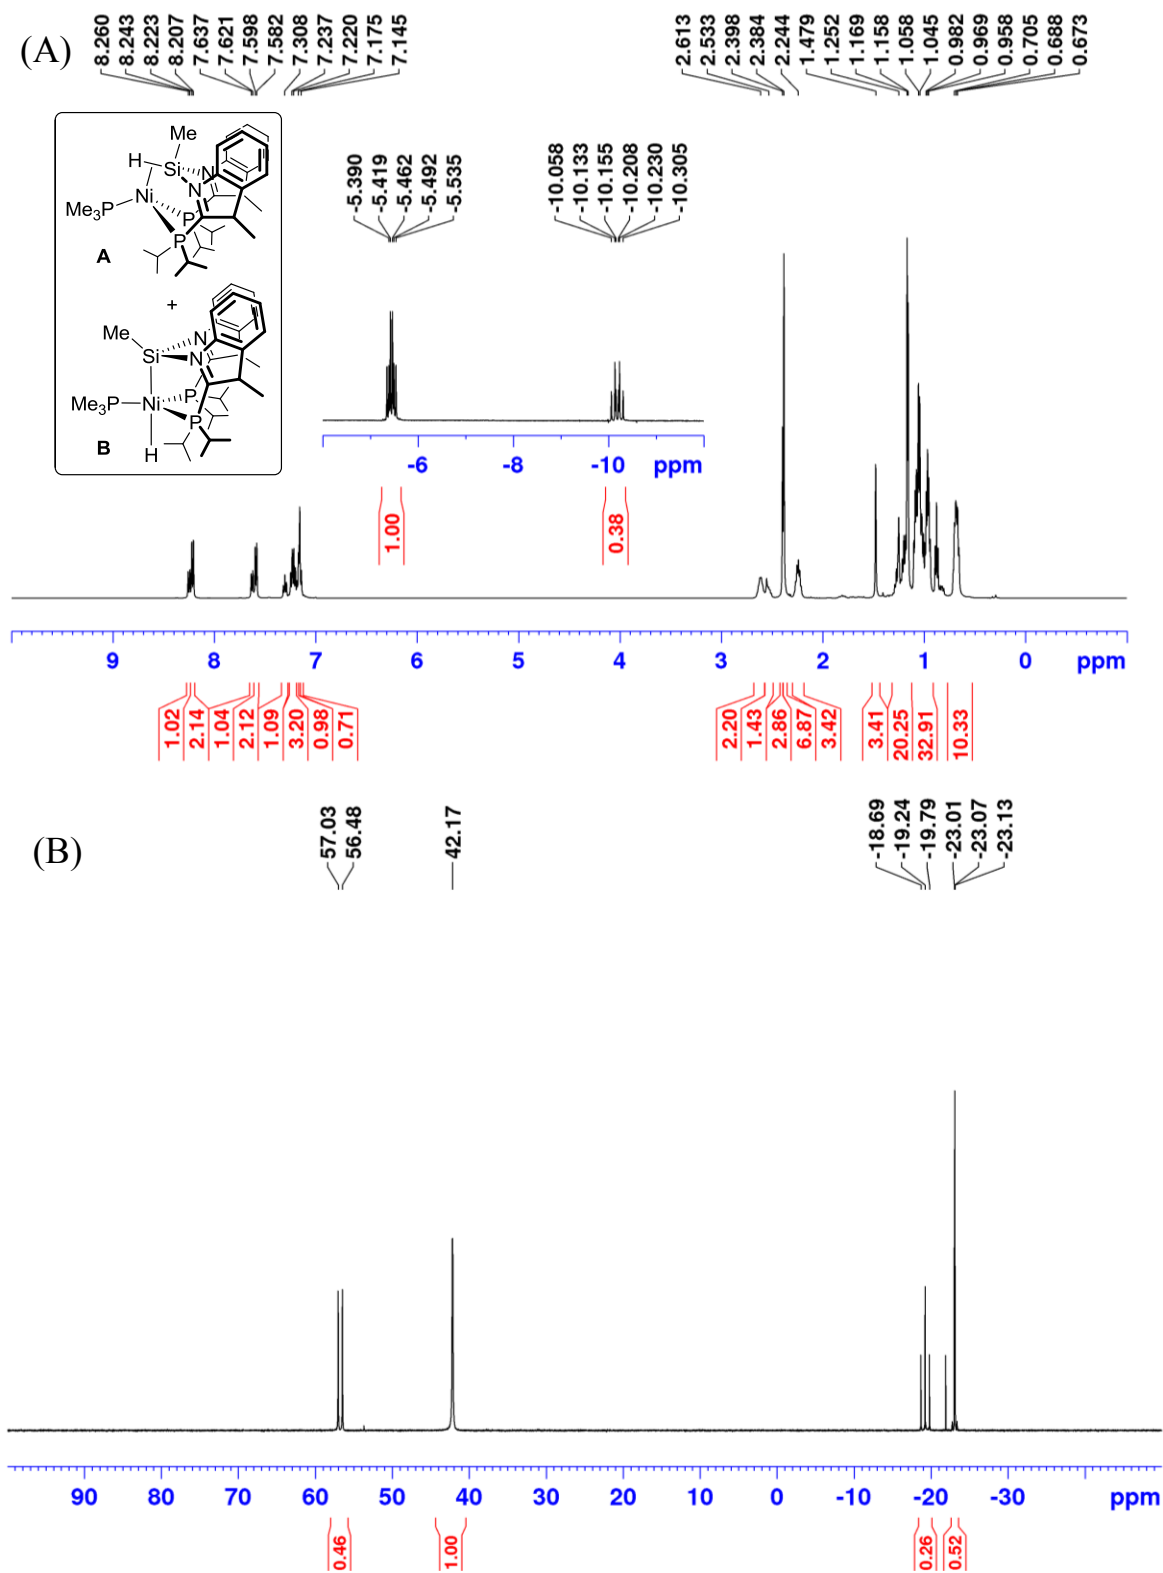 (A)
8.260
8.243
8.223
8.207
7.637
7.621
7.598
7.582
7.308
7.237
7.220
7.175
7.145
2.613
2.533
2.398
2.384
2.244
1.479
1.252
1.169
1.158
1.058
1.045
0.982
0.969
0.958
0.705
0.688
0.673
Me
H
Si
N
N
Ni
Me3P
P
P
A
+
Me
Si
N
N
Me3P
Ni
P
P
B
H
-5.390
-5.419
-5.462
-5.492
-5.535
-10.058
-10.133
-10.155
-10.208
-10.230
-10.305
-6 -8 -10 ppm
1.00
0.38
9 8 7 6 5 4 3 2 1 0 ppm
1.02
2.14
1.04
2.12
1.09
3.20
0.98
0.71
2.20
1.43
2.86
6.87
3.42
3.41
20.25
32.91
10.33
(B)
57.03
56.48
42.17
-18.69
-19.24
-19.79
-23.01
-23.07
-23.13
90 80 70 60 50 40 30 20 10 0 -10 -20 -30 ppm
0.46
1.00
0.26
0.52